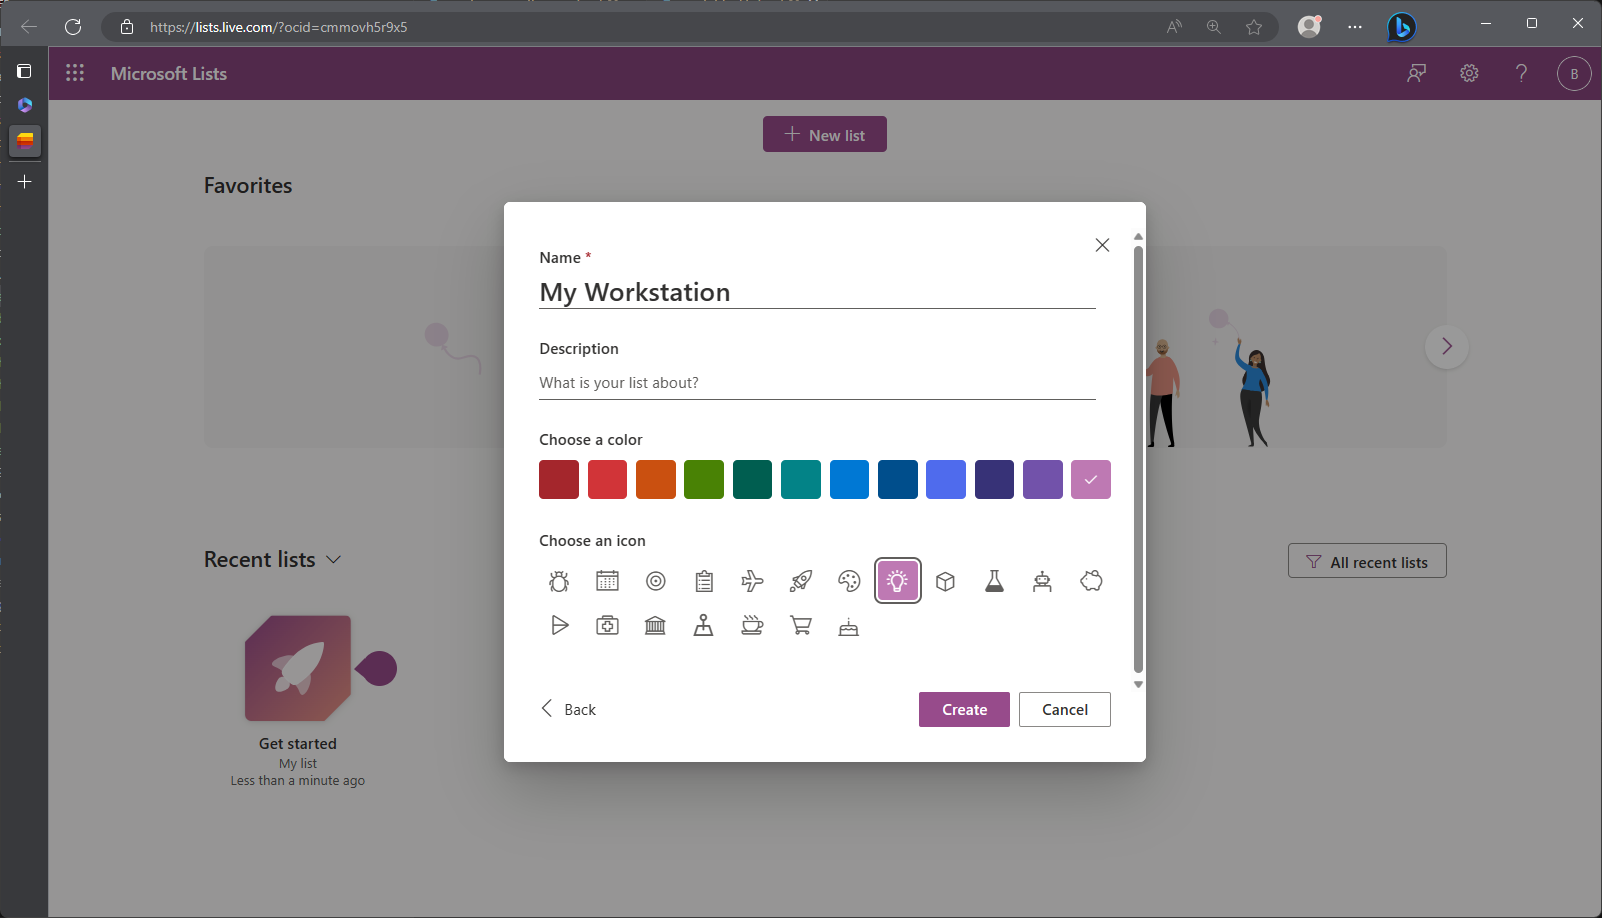 https://lists.live.com/?ocid=cmmovh5r9x5
Microsoft Lists
B
New list
Favorites
Name *
My Workstation
Description
What is your list about?
Choose a color
Choose an icon
Recent lists
All recent lists
Back
Create
Cancel
Get started
My list
Less than a minute ago